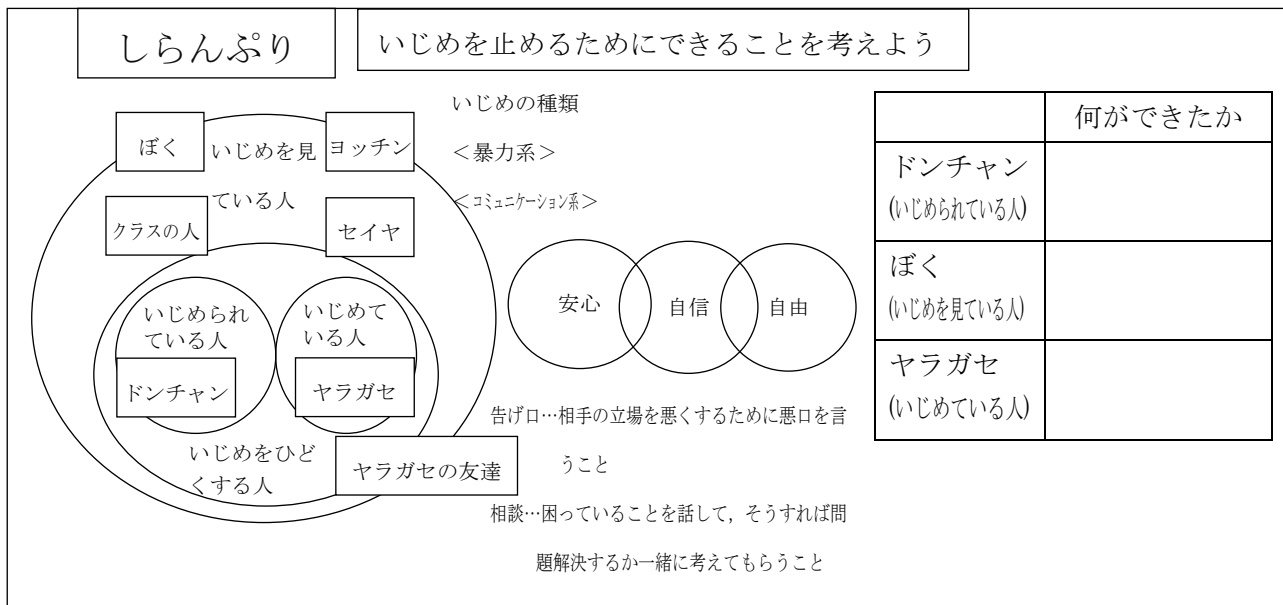 しらんぷり
いじめを止めるためにできることを考えよう
ぼく
いじめを見
ている人
ヨッチン
クラスの人
セイヤ
いじめられ
ている人
ドンチャン
いじめて
いる人
ヤラガセ
いじめをひど
くする人
ヤラガセの友達
いじめの種類
<暴力系>
<コミュニケーション系>
安心
自信
自由
告げ口…相手の立場を悪くするために悪口を言
うこと
相談…困っていることを話して，そうすれば問
題解決するか一緒に考えてもらうこと
何ができたか
ドンチャン
(いじめられている人)
ぼく
(いじめを見ている人)
ヤラガセ
(いじめている人)